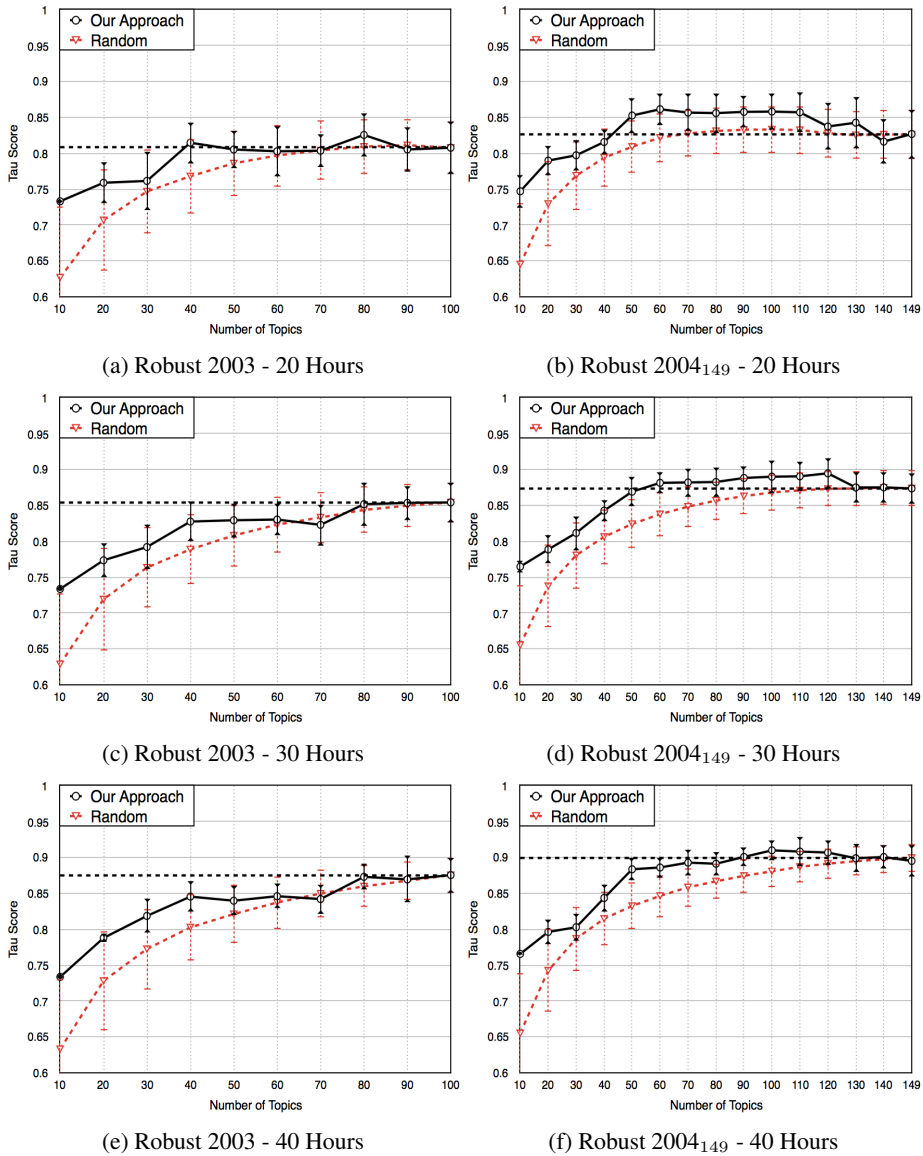 1
0.95
0.9
0.85
0.8
0.75
0.7
0.65
0.6
Tau Score
Our Approach
Random
10 20 30 40 50 60 70 80 90 100
Number of Topics
(a) Robust 2003 - 20 Hours
1
0.95
0.9
0.85
0.8
0.75
0.7
0.65
0.6
Tau Score
Our Approach
Random
10 20 30 40 50 60 70 80 90 100 110 120 130 140 149
Number of Topics
(b) Robust 2004₁₄₉ - 20 Hours
1
0.95
0.9
0.85
0.8
0.75
0.7
0.65
0.6
Tau Score
Our Approach
Random
10 20 30 40 50 60 70 80 90 100
Number of Topics
(c) Robust 2003 - 30 Hours
1
0.95
0.9
0.85
0.8
0.75
0.7
0.65
0.6
Tau Score
Our Approach
Random
10 20 30 40 50 60 70 80 90 100 110 120 130 140 149
Number of Topics
(d) Robust 2004₁₄₉ - 30 Hours
1
0.95
0.9
0.85
0.8
0.75
0.7
0.65
0.6
Tau Score
Our Approach
Random
10 20 30 40 50 60 70 80 90 100
Number of Topics
(e) Robust 2003 - 40 Hours
1
0.95
0.9
0.85
0.8
0.75
0.7
0.65
0.6
Tau Score
Our Approach
Random
10 20 30 40 50 60 70 80 90 100 110 120 130 140 149
Number of Topics
(f) Robust 2004₁₄₉ - 40 Hours